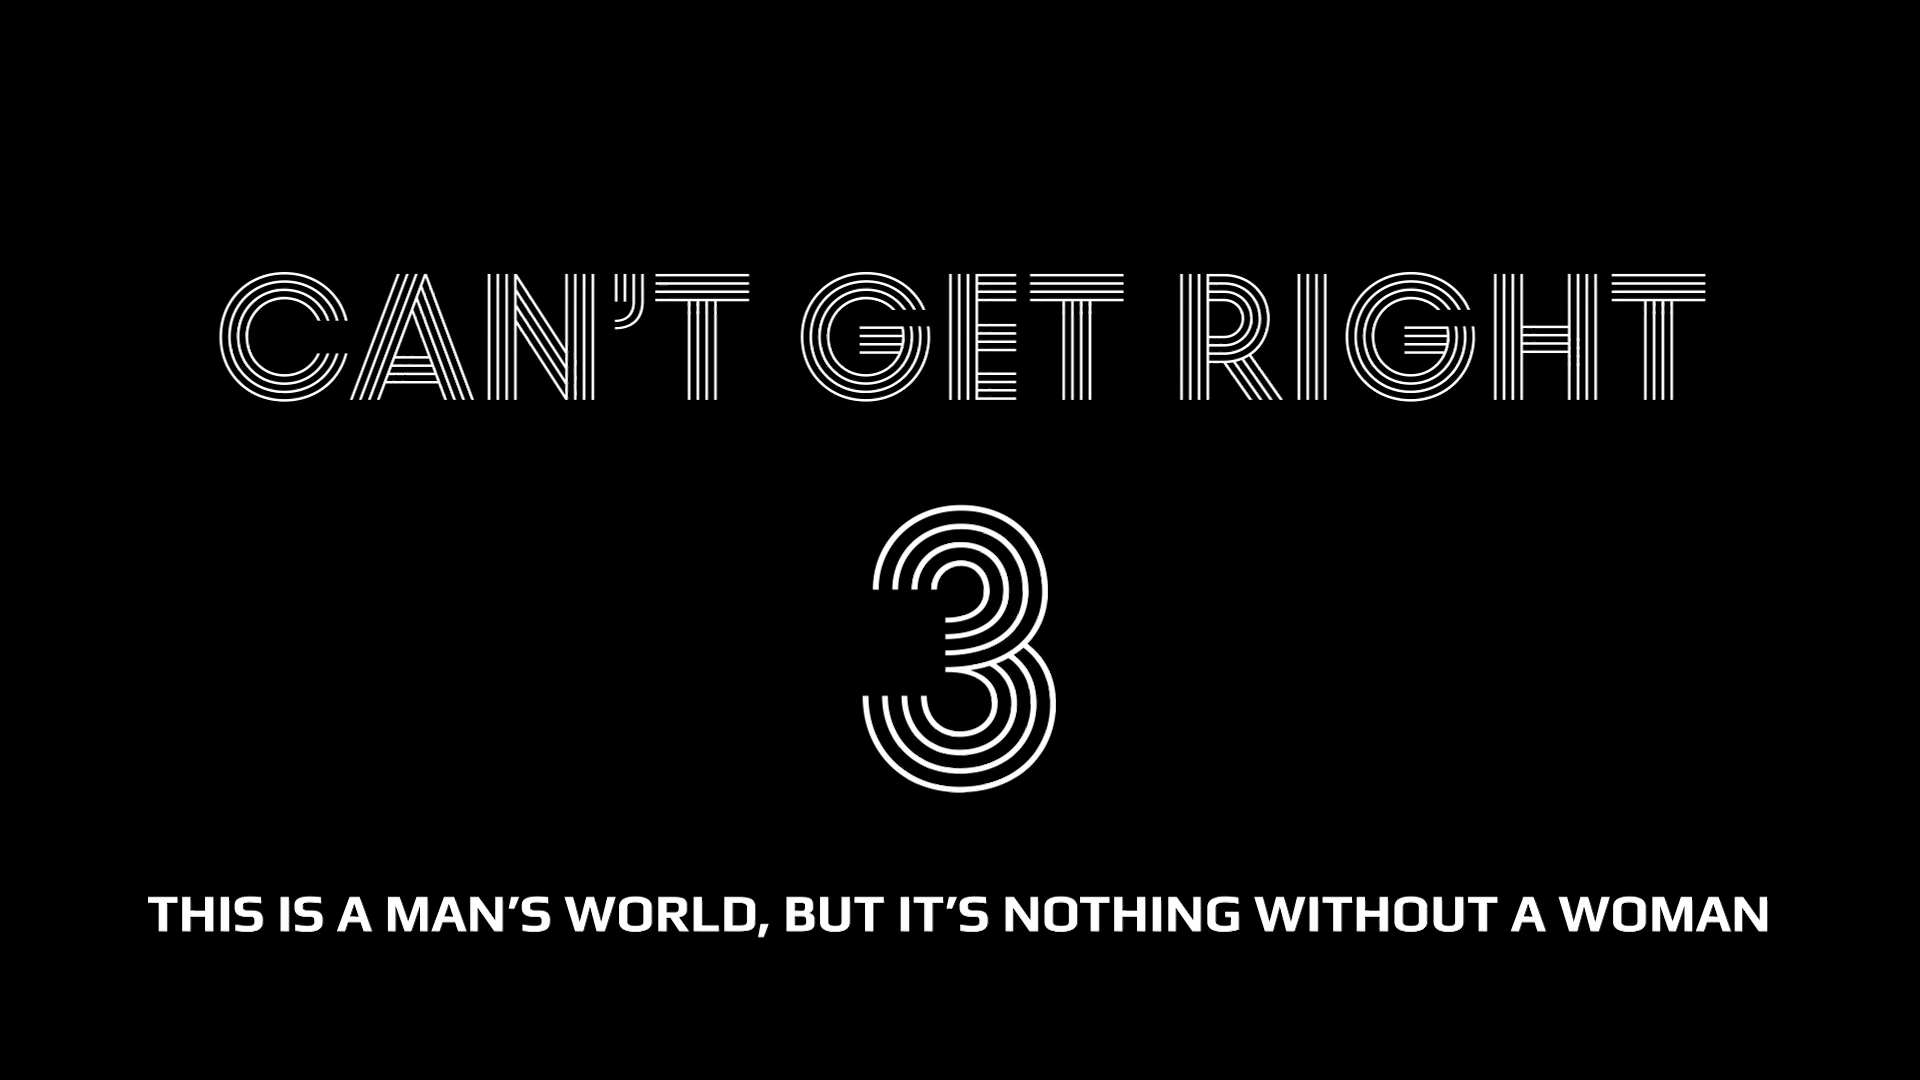 CAN’T GET RIGHT
3
THIS IS A MAN’S WORLD, BUT IT’S NOTHING WITHOUT A WOMAN